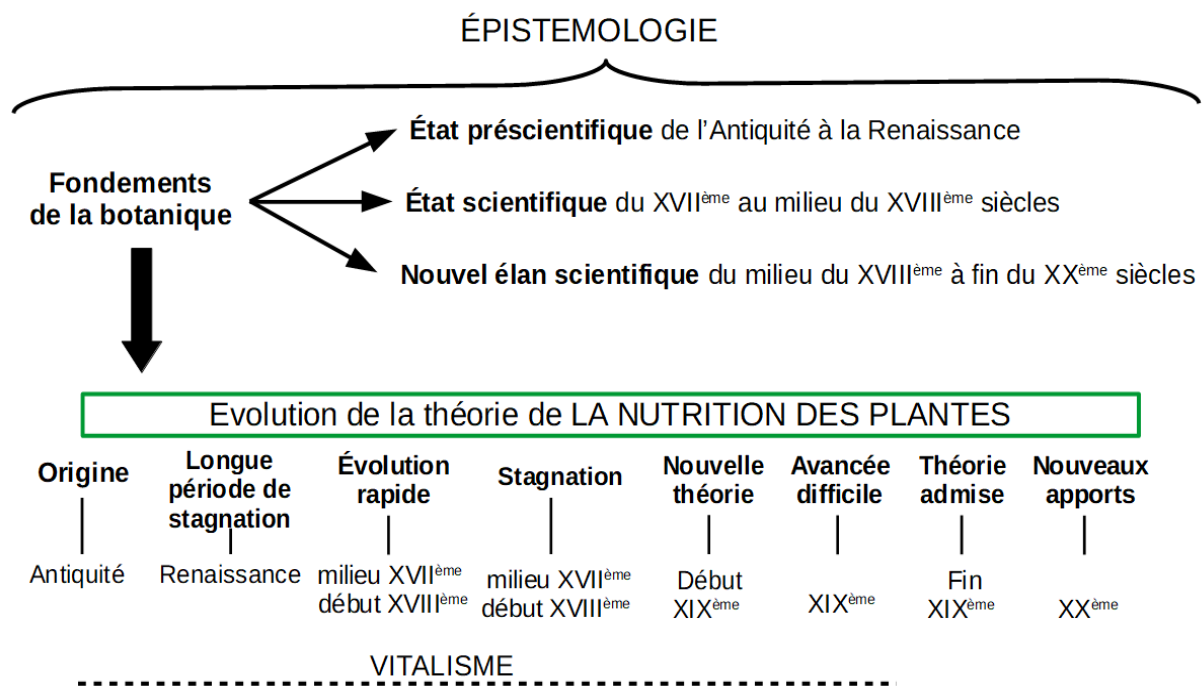 ÉPISTEMOLOGIE
État préscientifique de l’Antiquité à la Renaissance
Fondements
de la botanique
État scientifique du XVIIème au milieu du XVIIIème siècles
Nouvel élan scientifique du milieu du XVIIIème à fin du XXème siècles
Evolution de la théorie de LA NUTRITION DES PLANTES
Origine
Antiquité
Longue
période de
stagnation
Renaissance
Évolution
rapide
milieu XVIIème
début XVIIIème
Stagnation
milieu XVIIème
début XVIIIème
Nouvelle
théorie
Début
XIXème
Avancée
difficile
XIXème
Théorie
admise
Fin
XIXème
Nouveaux
apports
XXème
VITALISME